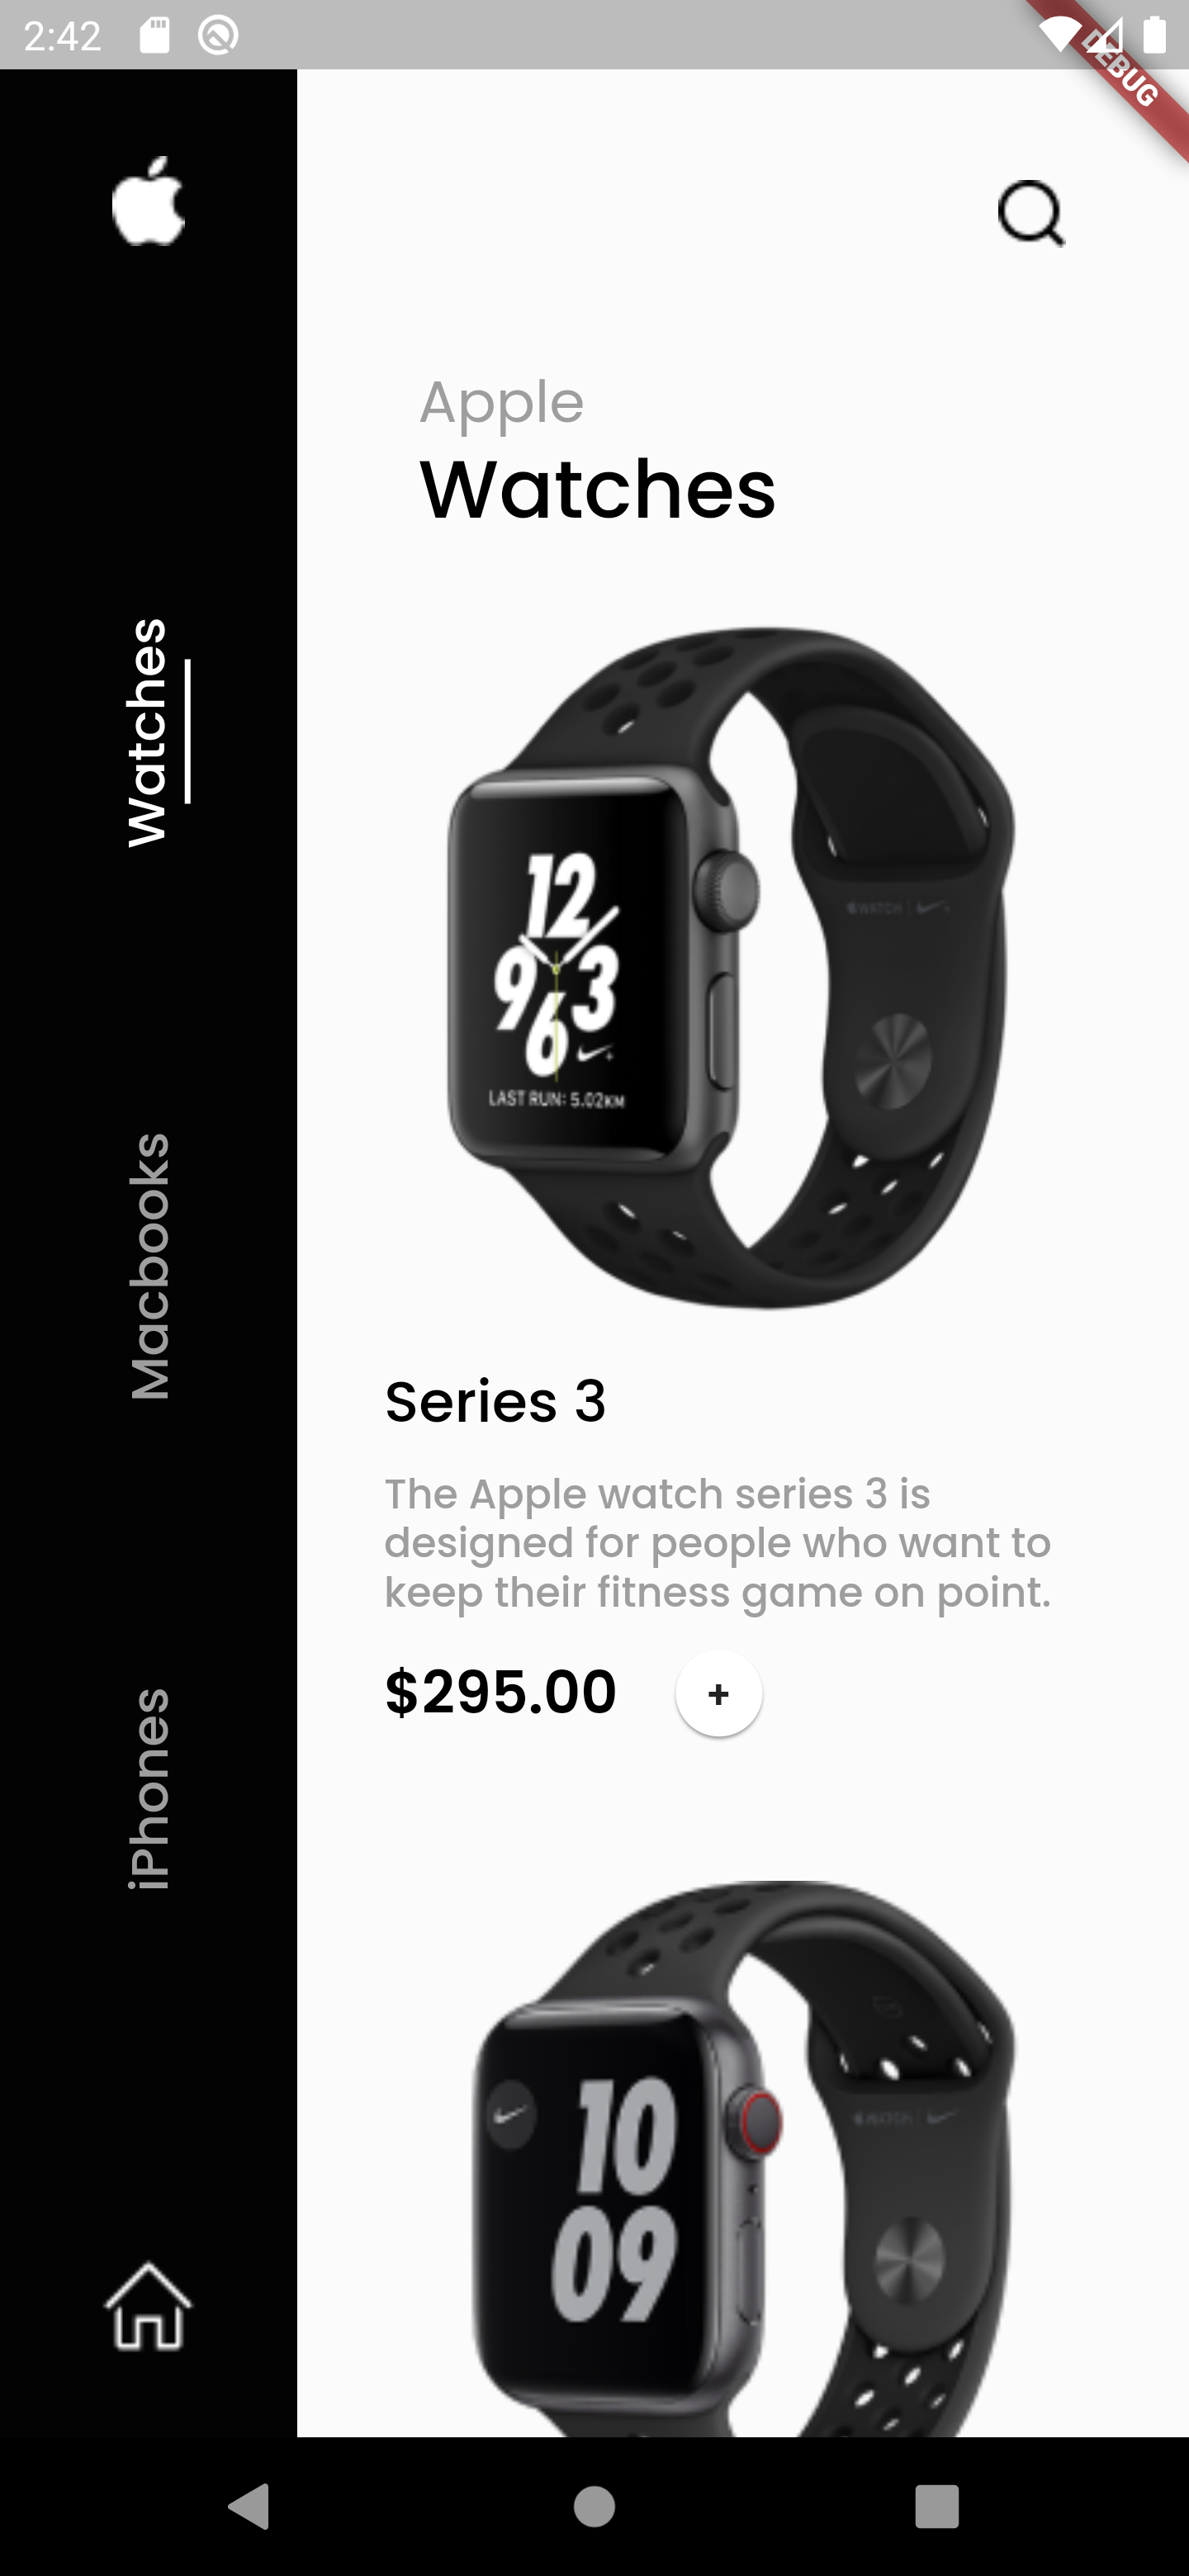 2:42
DEBUG
Apple
Watches
Watches
Macbooks
iPhones
12
9 3
6
LAST RUN: 5.02KM
WATCH
Series 3
The Apple watch series 3 is
designed for people who want to
keep their fitness game on point.
$295.00 +
10
09
WATCH